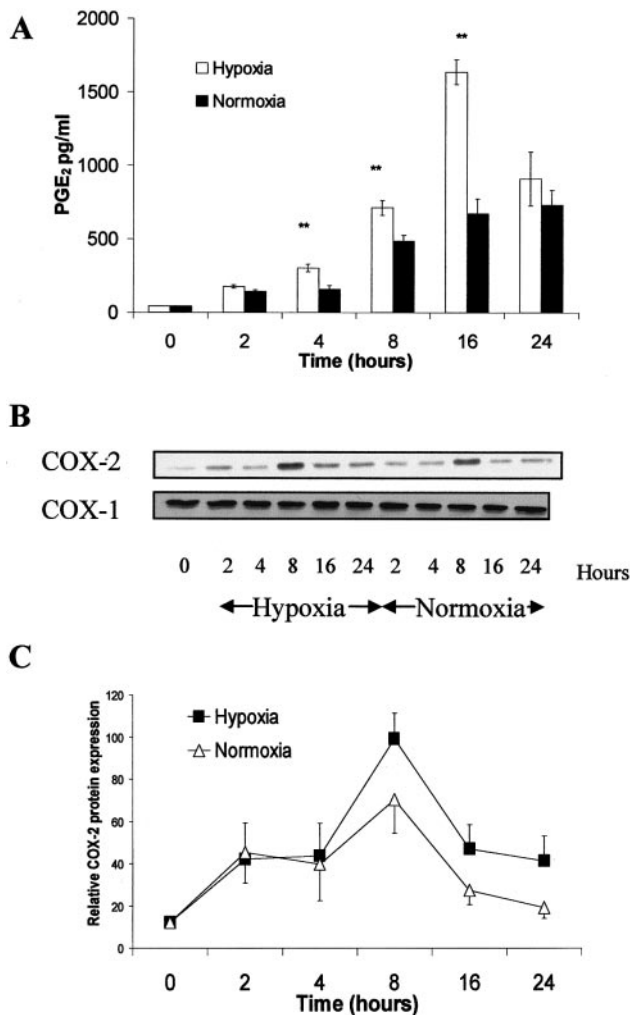 A
2000
1500
1000
500
0
PGE2 pg/ml
Hypoxia
Normoxia
**
**
**
0 2 4 8 16 24
Time (hours)
B
COX-2
COX-1
0 2 4 8 16 24 2 4 8 16 24 Hours
Hypoxia Normoxia
C
120
100
80
60
40
20
0
Relative COX-2 protein expression
Hypoxia
Normoxia
0 2 4 8 16 24
Time (hours)